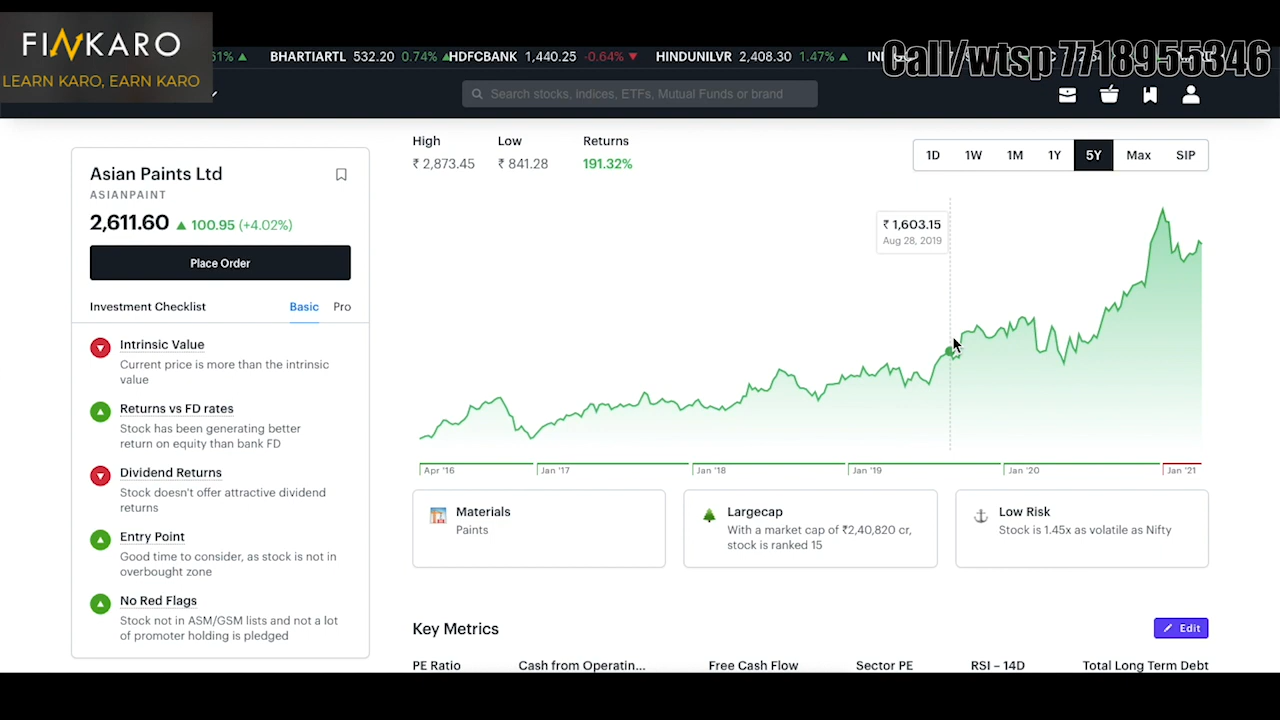 FINKARO
LEARN KARO, EARN KARO
61% ▲ BHARTIARTL 532.20 0.74% ▲ HDFCBANK 1,440.25 -0.64% ▼ HINDUNILVR 2,408.30 1.47% ▲
Call/wtsp 7718955346
Search stocks, indices, ETFs, Mutual Funds or brand
Asian Paints Ltd
ASIANPAINT
2,611.60 ▲ 100.95 (+4.02%)
Place Order
Investment Checklist Basic Pro
Intrinsic Value
Current price is more than the intrinsic
value
Returns vs FD rates
Stock has been generating better
return on equity than bank FD
Dividend Returns
Stock doesn't offer attractive dividend
returns
Entry Point
Good time to consider, as stock is not in
overbought zone
No Red Flags
Stock not in ASM/GSM lists and not a lot
of promoter holding is pledged
High Low Returns
₹ 2,873.45 ₹ 841.28 191.32%
1D 1W 1M 1Y 5Y Max SIP
₹ 1,603.15
Aug 28, 2019
Apr '16 Jan '17 Jan '18 Jan '19 Jan '20 Jan '21
Materials
Paints
Largecap
With a market cap of ₹2,40,820 cr,
stock is ranked 15
Low Risk
Stock is 1.45x as volatile as Nifty
Key Metrics
Edit
PE Ratio Cash from Operatin... Free Cash Flow Sector PE RSI – 14D Total Long Term Debt